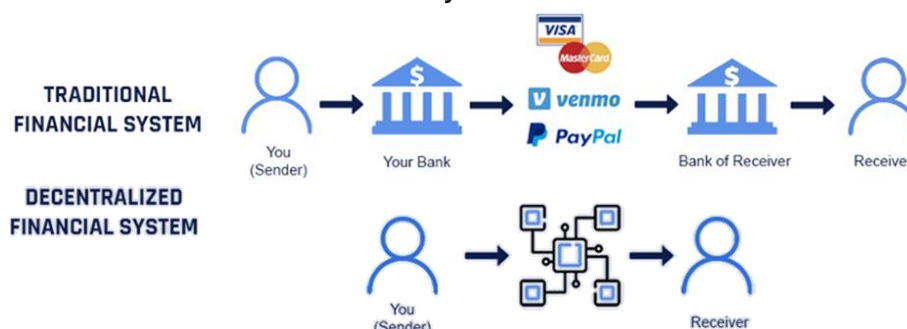 VISA
MasterCard
TRADITIONAL
FINANCIAL SYSTEM
$
$
venmo
PayPal
You
(Sender)
Your Bank
Bank of Receiver
Receive
DECENTRALIZED
FINANCIAL SYSTEM
You
(Sender)
Receiver